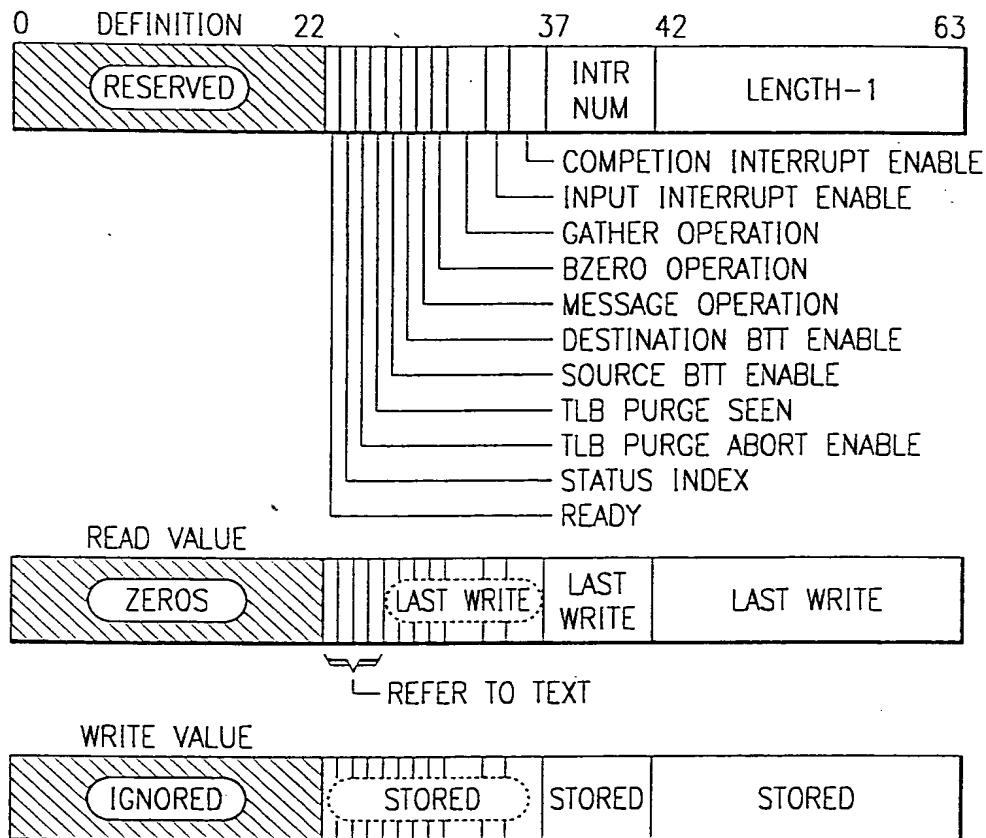 0 DEFINITION 22 37 42 63
RESERVED
INTR
NUM
LENGTH-1
COMPETION INTERRUPT ENABLE
INPUT INTERRUPT ENABLE
GATHER OPERATION
BZERO OPERATION
MESSAGE OPERATION
DESTINATION BTT ENABLE
SOURCE BTT ENABLE
TLB PURGE SEEN
TLB PURGE ABORT ENABLE
STATUS INDEX
READY
READ VALUE
ZEROS
LAST WRITE
LAST
WRITE
LAST WRITE
REFER TO TEXT
WRITE VALUE
IGNORED
STORED
STORED
STORED